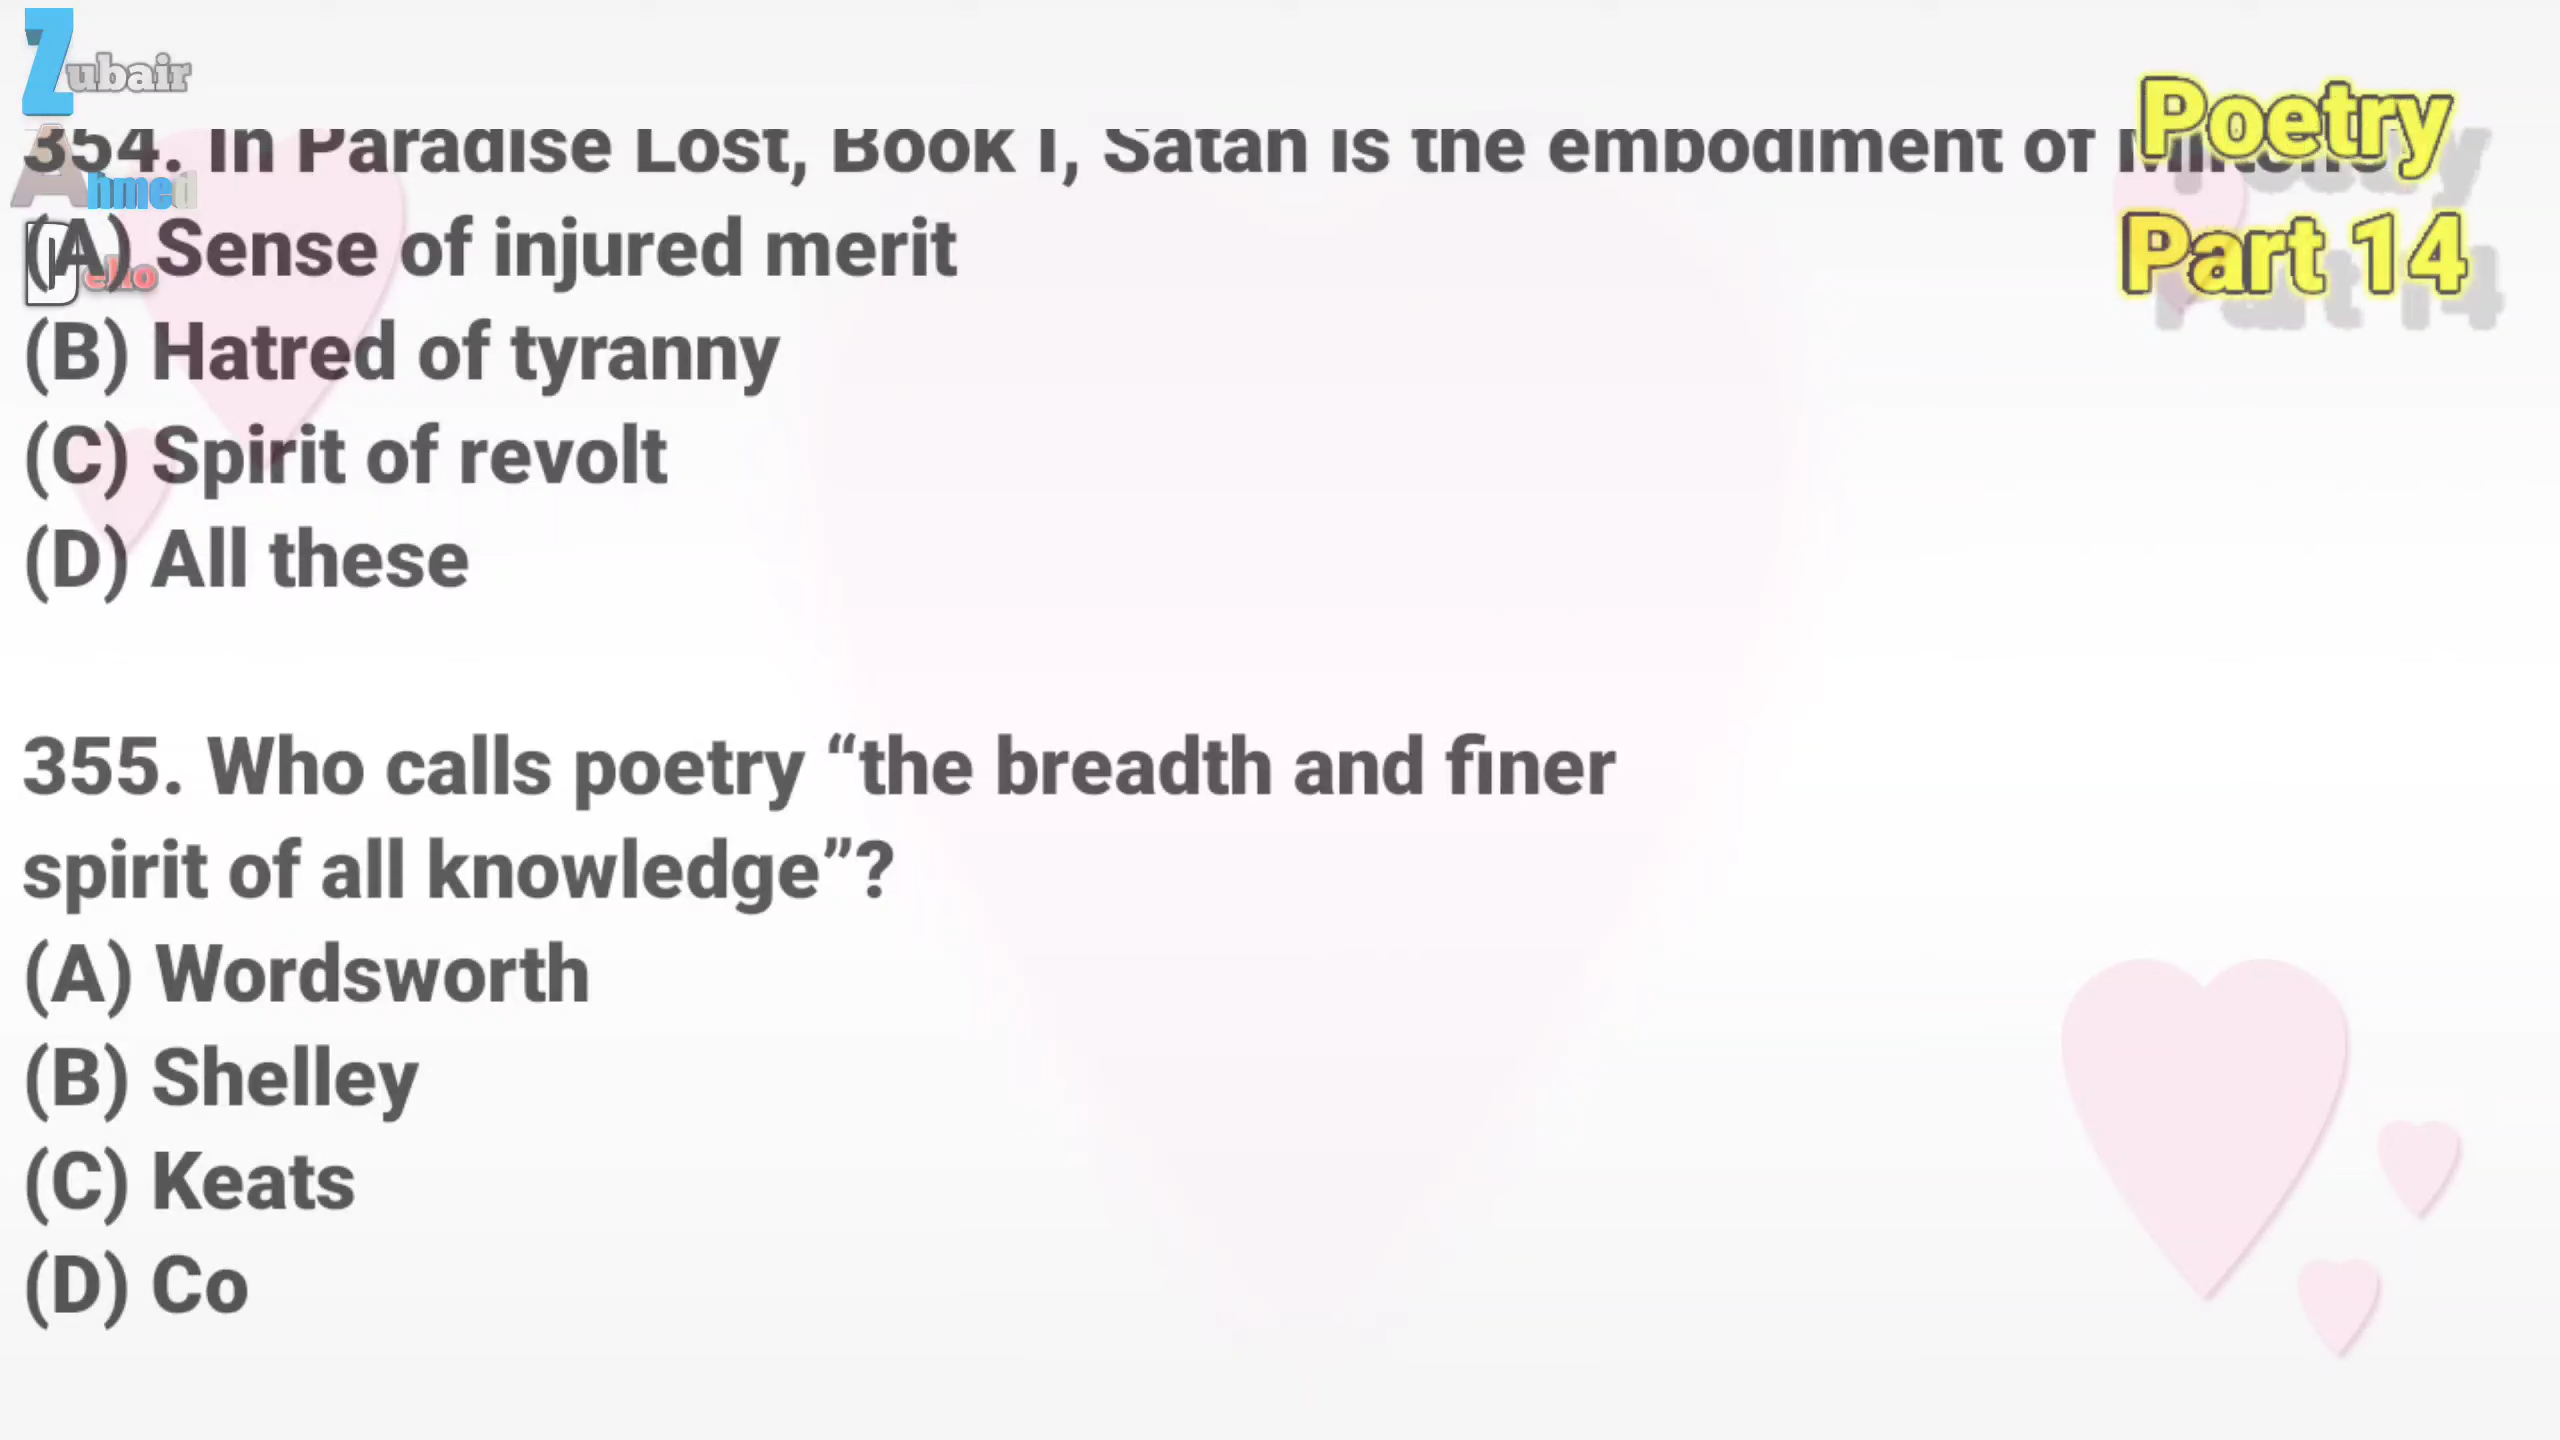 Zubair
Ahmed
Poetry
Part 14
354. In Paradise Lost, Book I, Satan is the embodiment of
(A) Sense of injured merit
(B) Hatred of tyranny
(C) Spirit of revolt
(D) All these
355. Who calls poetry “the breadth and finer
spirit of all knowledge”?
(A) Wordsworth
(B) Shelley
(C) Keats
(D) Co